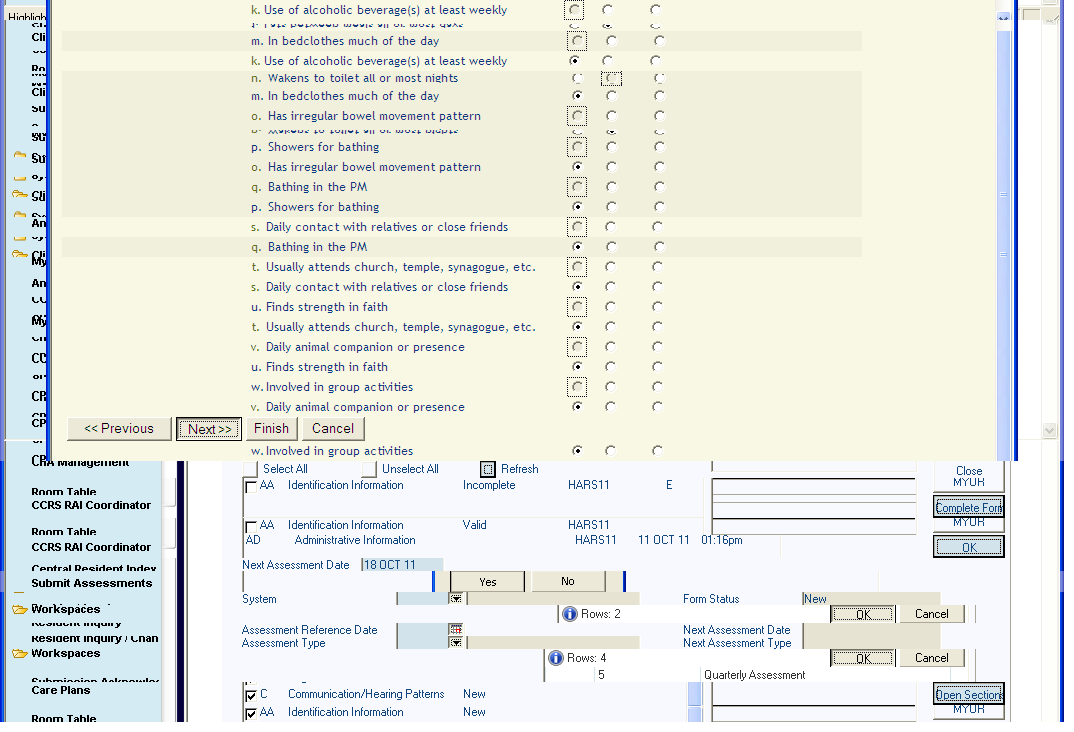 k. Use of alcoholic beverage(s) at least weekly
Highligh
m. In bedclothes much of the day
Cli
k. Use of alcoholic beverage(s) at least weekly
n. Wakens to toilet all or most nights
m. In bedclothes much of the day
Cli
o. Has irregular bowel movement pattern
p. Showers for bathing
o. Has irregular bowel movement pattern
q. Bathing in the PM
p. Showers for bathing
s. Daily contact with relatives or close friends
An
q. Bathing in the PM
My
t. Usually attends church, temple, synagogue, etc.
An
s. Daily contact with relatives or close friends
u. Finds strength in faith
My
t. Usually attends church, temple, synagogue, etc.
v. Daily animal companion or presence
CC
u. Finds strength in faith
w. Involved in group activities
v. Daily animal companion or presence
<< Previous Next >> Finish Cancel
w. Involved in group activities
CRA Management
Select All Unselect All Refresh
Close
MYUR
AA Identification Information Incomplete HARS11 E
Room Table
CCRS RAI Coordinator
Complete Form
MYUR
AA Identification Information Valid HARS11
Room Table
AD Administrative Information HARS11 11 OCT 11 01:16pm
CCRS RAI Coordinator
OK
Next Assessment Date 18 OCT 11
Central Resident Index
Submit Assessments
Yes No
System Form Status New
Workspaces
Rows: 2 OK Cancel
Resident Inquiry
Assessment Reference Date Next Assessment Date
Resident Inquiry / Chan
Assessment Type Next Assessment Type
Workspaces
Rows: 4 OK Cancel
5 Quarterly Assessment
Care Plans
C Communication/Hearing Patterns New
Open Section
MYUR
AA Identification Information New
Room Table